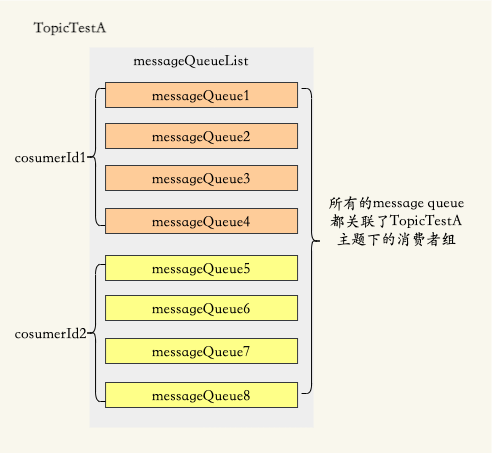 TopicTestA
messageQueueList
messageQueue1
messageQueue2
cosumerId1
messageQueue3
messageQueue4
所有的message queue
都关联了TopicTestA
主题下的消费者组
messageQueue5
messageQueue6
cosumerId2
messageQueue7
messageQueue8